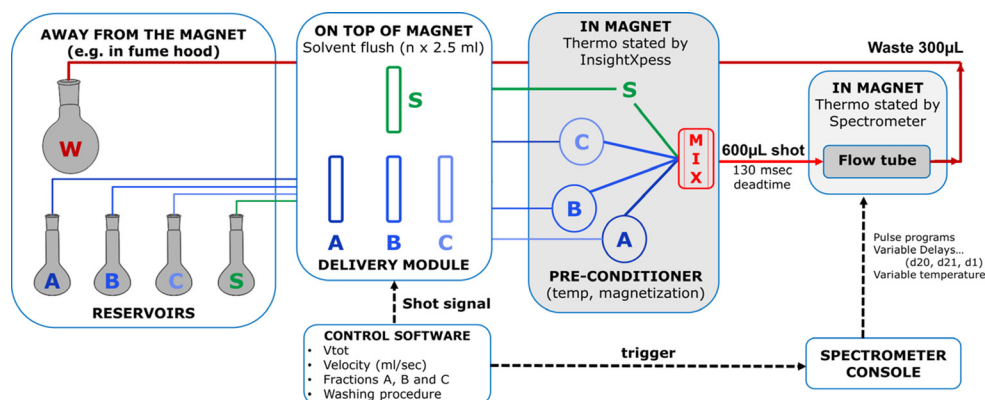 AWAY FROM THE MAGNET
(e.g. in fume hood)
W
A
B
C
S
RESERVOIRS
ON TOP OF MAGNET
Solvent flush (n x 2.5 ml)
S
A
B
C
DELIVERY MODULE
Shot signal
CONTROL SOFTWARE
• Vtot
• Velocity (ml/sec)
• Fractions A, B and C
• Washing procedure
IN MAGNET
Thermo stated by
InsightXpess
S
C
B
A
M
I
X
PRE-CONDITIONER
(temp, magnetization)
600µL shot
130 msec
deadtime
Waste 300µL
IN MAGNET
Thermo stated by
Spectrometer
Flow tube
Pulse programs
Variable Delays...
(d20, d21, d1)
Variable temperature
trigger
SPECTROMETER
CONSOLE